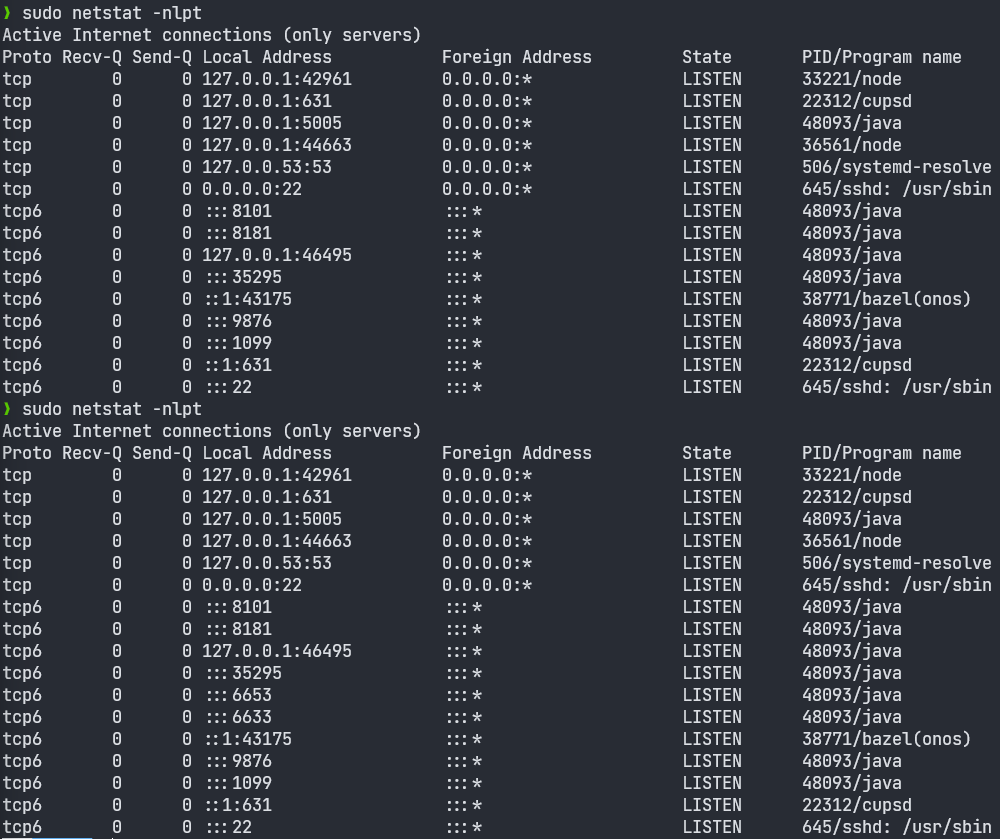 ❯ sudo netstat -nlpt
Active Internet connections (only servers)
Proto Recv-Q Send-Q Local Address           Foreign Address         State       PID/Program name
tcp        0      0 127.0.0.1:42961         0.0.0.0:*               LISTEN      33221/node
tcp        0      0 127.0.0.1:631           0.0.0.0:*               LISTEN      22312/cupsd
tcp        0      0 127.0.0.1:5005          0.0.0.0:*               LISTEN      48093/java
tcp        0      0 127.0.0.1:44663         0.0.0.0:*               LISTEN      36561/node
tcp        0      0 127.0.0.53:53           0.0.0.0:*               LISTEN      506/systemd-resolve
tcp        0      0 0.0.0.0:22              0.0.0.0:*               LISTEN      645/sshd: /usr/sbin
tcp6       0      0 :::8101                 :::*                    LISTEN      48093/java
tcp6       0      0 :::8181                 :::*                    LISTEN      48093/java
tcp6       0      0 127.0.0.1:46495         :::*                    LISTEN      48093/java
tcp6       0      0 :::35295                :::*                    LISTEN      48093/java
tcp6       0      0 ::1:43175               :::*                    LISTEN      38771/bazel(onos)
tcp6       0      0 :::9876                 :::*                    LISTEN      48093/java
tcp6       0      0 :::1099                 :::*                    LISTEN      48093/java
tcp6       0      0 ::1:631                 :::*                    LISTEN      22312/cupsd
tcp6       0      0 :::22                   :::*                    LISTEN      645/sshd: /usr/sbin
❯ sudo netstat -nlpt
Active Internet connections (only servers)
Proto Recv-Q Send-Q Local Address           Foreign Address         State       PID/Program name
tcp        0      0 127.0.0.1:42961         0.0.0.0:*               LISTEN      33221/node
tcp        0      0 127.0.0.1:631           0.0.0.0:*               LISTEN      22312/cupsd
tcp        0      0 127.0.0.1:5005          0.0.0.0:*               LISTEN      48093/java
tcp        0      0 127.0.0.1:44663         0.0.0.0:*               LISTEN      36561/node
tcp        0      0 127.0.0.53:53           0.0.0.0:*               LISTEN      506/systemd-resolve
tcp        0      0 0.0.0.0:22              0.0.0.0:*               LISTEN      645/sshd: /usr/sbin
tcp6       0      0 :::8101                 :::*                    LISTEN      48093/java
tcp6       0      0 :::8181                 :::*                    LISTEN      48093/java
tcp6       0      0 127.0.0.1:46495         :::*                    LISTEN      48093/java
tcp6       0      0 :::35295                :::*                    LISTEN      48093/java
tcp6       0      0 :::6653                 :::*                    LISTEN      48093/java
tcp6       0      0 :::6633                 :::*                    LISTEN      48093/java
tcp6       0      0 ::1:43175               :::*                    LISTEN      38771/bazel(onos)
tcp6       0      0 :::9876                 :::*                    LISTEN      48093/java
tcp6       0      0 :::1099                 :::*                    LISTEN      48093/java
tcp6       0      0 ::1:631                 :::*                    LISTEN      22312/cupsd
tcp6       0      0 :::22                   :::*                    LISTEN      645/sshd: /usr/sbin